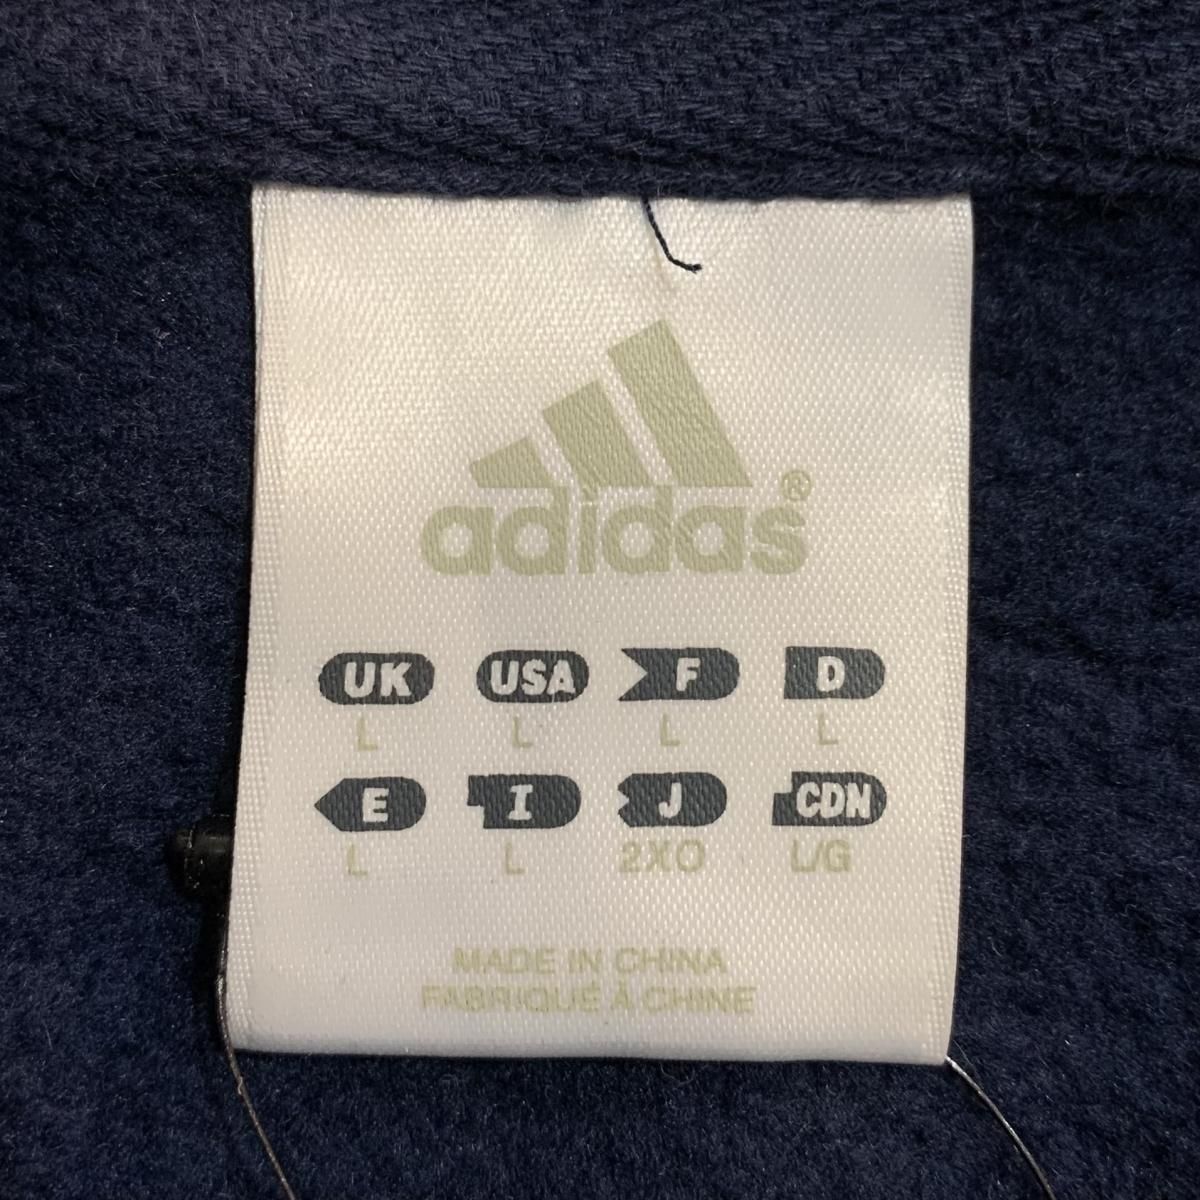 adidas®
UK USA F D
L L L L
E I J CDN
L L 2XO L/G
MADE IN CHINA
FABRIQUÉ À CHINE